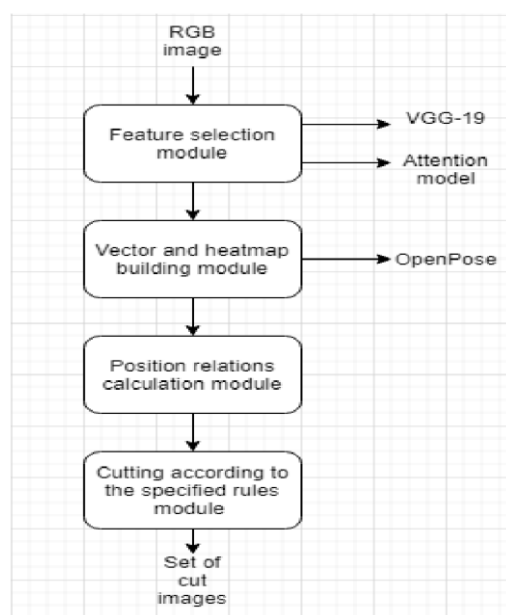 RGB
image
Feature selection
module
VGG-19
Attention
model
Vector and heatmap
building module
OpenPose
Position relations
calculation module
Cutting according to
the specified rules
module
Set of
cut
images